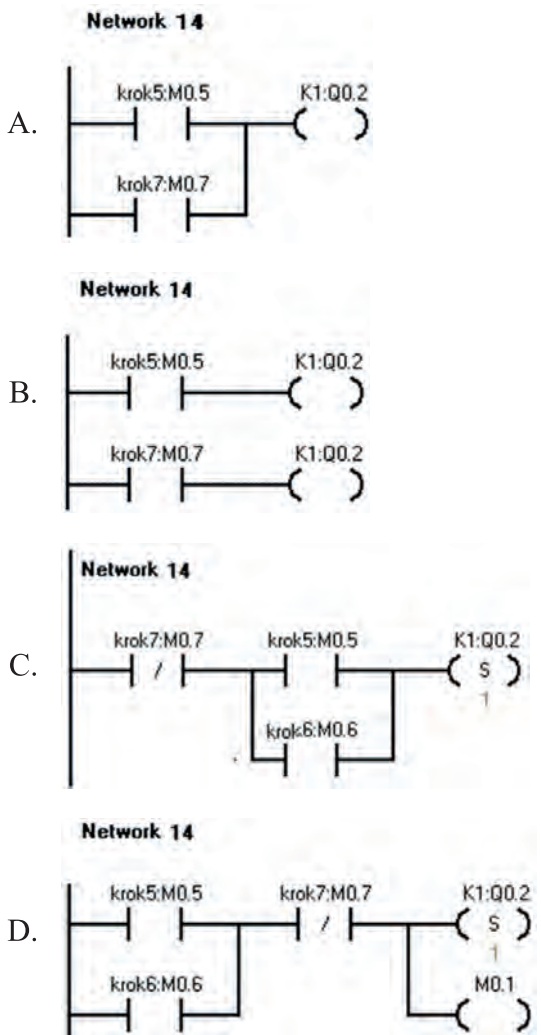 Network 14
krok5:M0.5 K1:Q0.2
A.
krok7:M0.7
Network 14
krok5:M0.5 K1:Q0.2
B.
krok7:M0.7 K1:Q0.2
Network 14
krok7:M0.7 krok5:M0.5 K1:Q0.2
C. / S
1
krok6:M0.6
Network 14
krok5:M0.5 krok7:M0.7 K1:Q0.2
D. / S
1
krok6:M0.6 M0.1